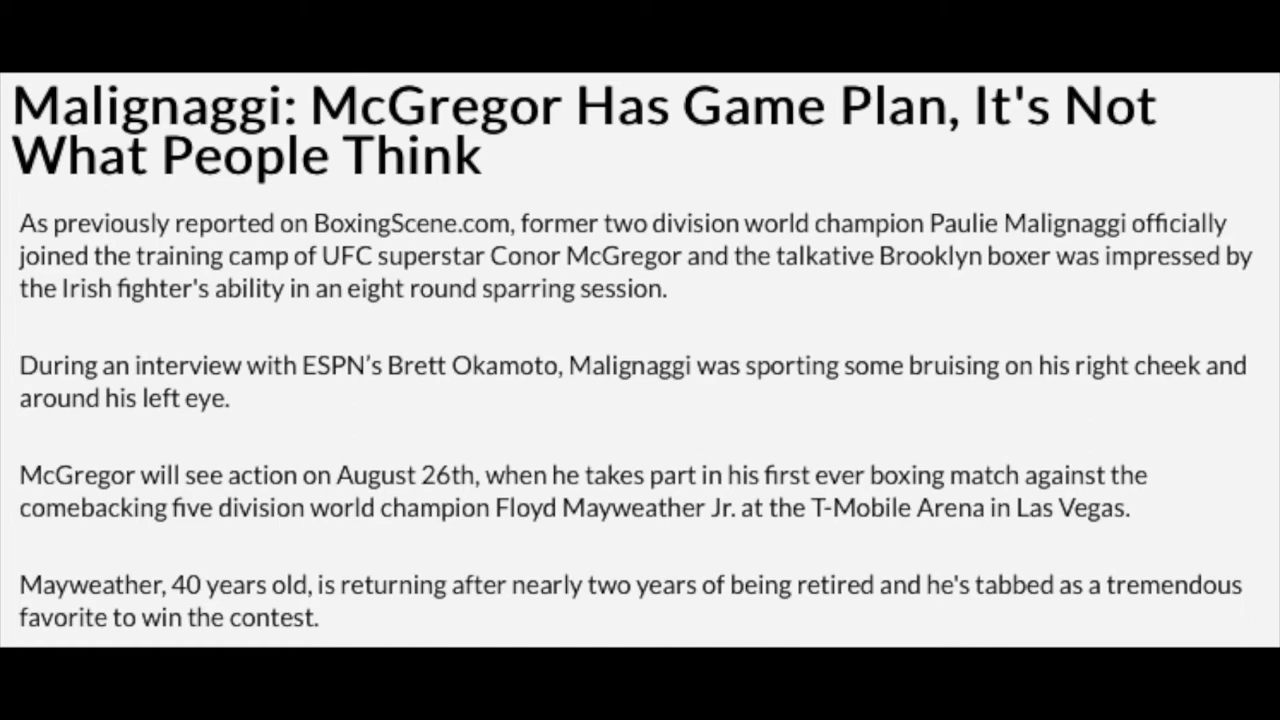 Malignaggi: McGregor Has Game Plan, It's Not
What People Think
As previously reported on BoxingScene.com, former two division world champion Paulie Malignaggi officially
joined the training camp of UFC superstar Conor McGregor and the talkative Brooklyn boxer was impressed by
the Irish fighter's ability in an eight round sparring session.
During an interview with ESPN’s Brett Okamoto, Malignaggi was sporting some bruising on his right cheek and
around his left eye.
McGregor will see action on August 26th, when he takes part in his first ever boxing match against the
comebacking five division world champion Floyd Mayweather Jr. at the T-Mobile Arena in Las Vegas.
Mayweather, 40 years old, is returning after nearly two years of being retired and he's tabbed as a tremendous
favorite to win the contest.